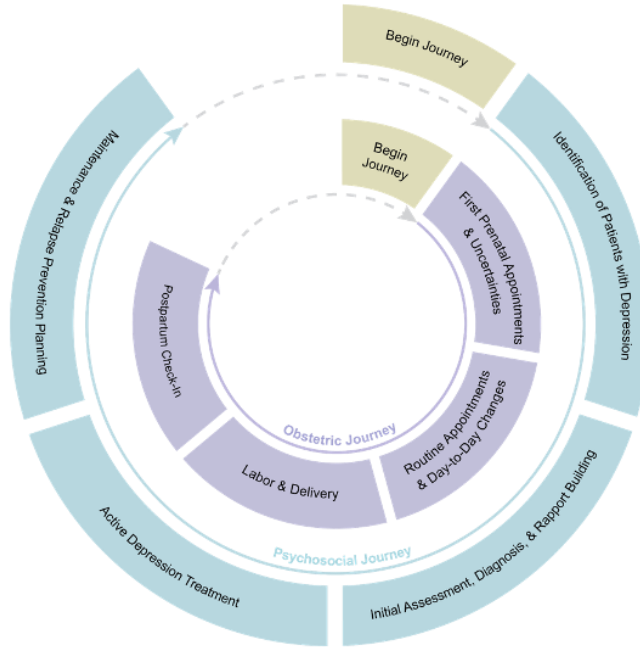 Begin Journey
Identification of Patients with Depression
Initial Assessment, Diagnosis, & Rapport Building
Active Depression Treatment
Maintenance & Relapse Prevention Planning
Psychosocial Journey
Begin
Journey
First Prenatal Appointments
& Uncertainties
Routine Appointments
& Day-to-Day Changes
Labor & Delivery
Postpartum Check-In
Obstetric Journey